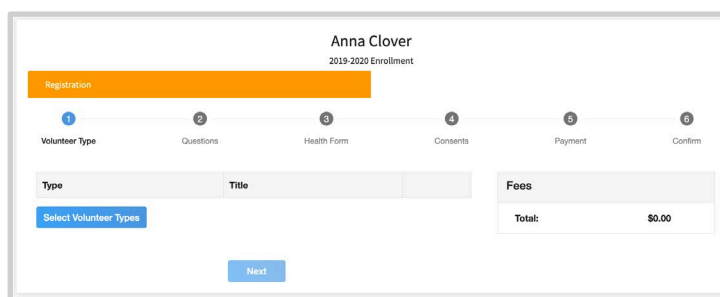 Anna Clover
2019-2020 Enrollment
Registration
1 2 3 4 5 6
Volunteer Type Questions Health Form Consents Payment Confirm
Type Title
Select Volunteer Types
Fees
Total: $0.00
Next